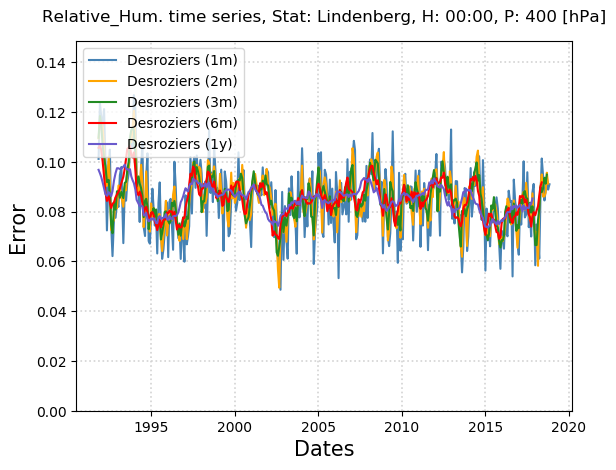 Relative_Hum. time series, Stat: Lindenberg, H: 00:00, P: 400 [hPa]
0.14
0.12
0.10
0.08
0.06
0.04
0.02
0.00
Error
Desroziers (1m)
Desroziers (2m)
Desroziers (3m)
Desroziers (6m)
Desroziers (1y)
1995
2000
2005
2010
2015
2020
Dates